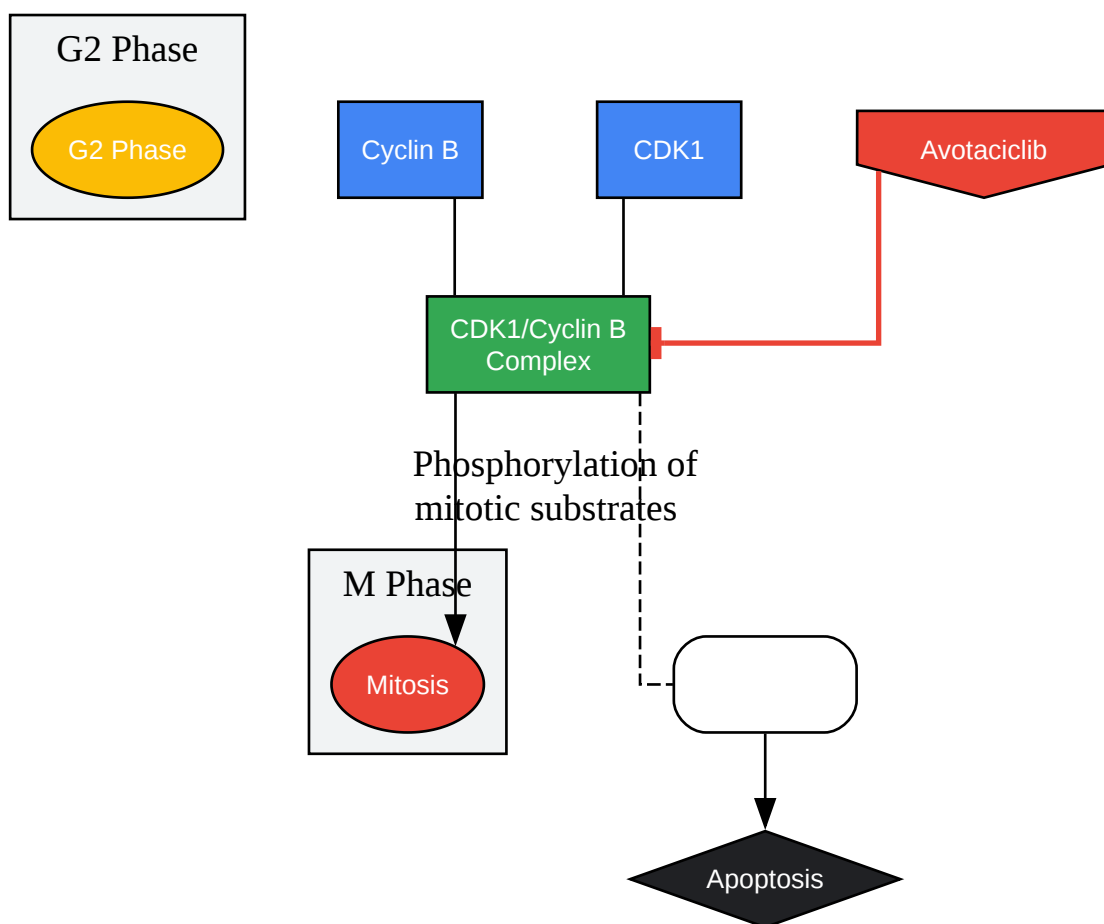 G2 Phase
G2 Phase
Cyclin B
CDK1
Avotaciclib
CDK1/Cyclin B
Complex
Phosphorylation of
mitotic substrates
M Phase
Mitosis
Apoptosis